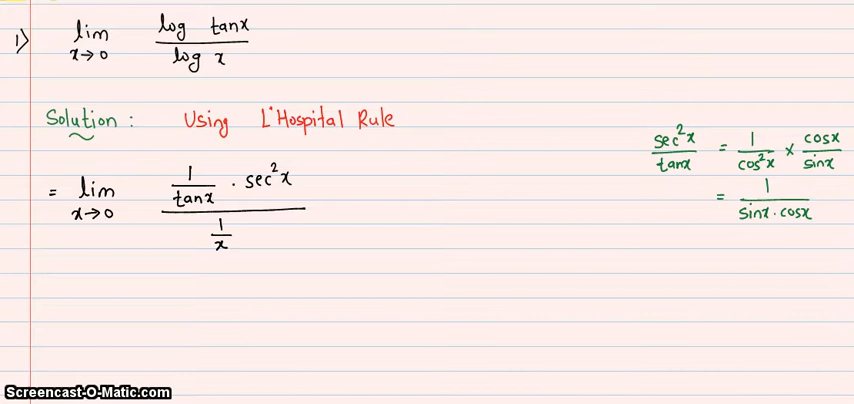 1) lim x→0 log tanx / log x
Solution : Using L'Hospital Rule
= lim x→0 (1/tanx · sec²x) / (1/x)
sec²x/tanx = 1/cos²x × cosx/sinx
= 1/(sinx · cosx)
Screencast-O-Matic.com